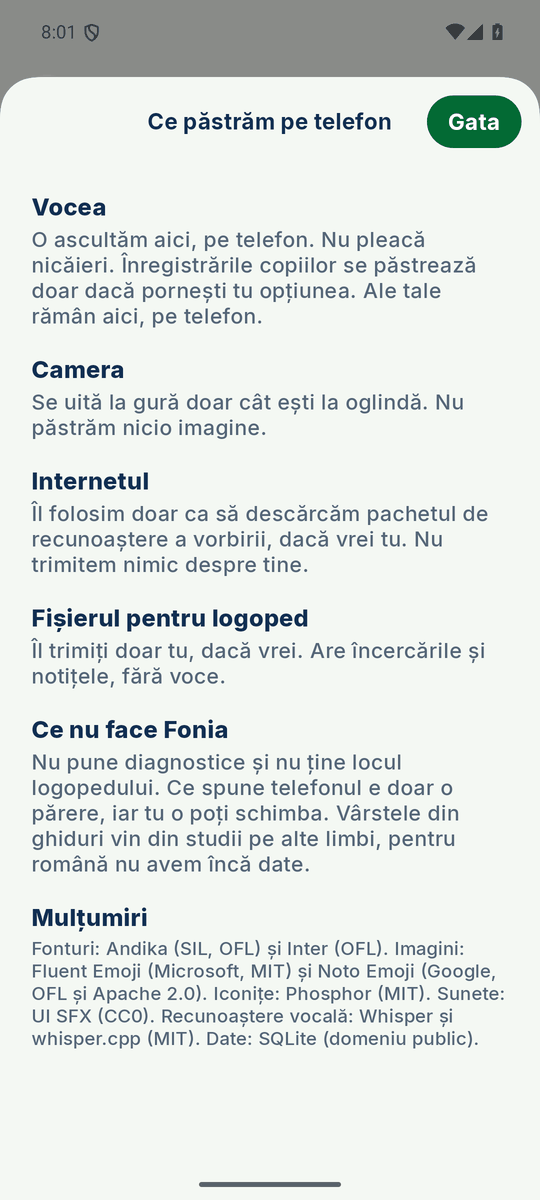 8:01
Ce păstrăm pe telefon
Gata
Vocea
O ascultăm aici, pe telefon. Nu pleacă
nicăieri. Înregistrările copiilor se păstrează
doar dacă pornești tu opțiunea. Ale tale
rămân aici, pe telefon.
Camera
Se uită la gură doar cât ești la oglindă. Nu
păstrăm nicio imagine.
Internetul
Îl folosim doar ca să descărcăm pachetul de
recunoaștere a vorbirii, dacă vrei tu. Nu
trimitem nimic despre tine.
Fișierul pentru logoped
Îl trimiți doar tu, dacă vrei. Are încercările și
notițele, fără voce.
Ce nu face Fonia
Nu pune diagnostice și nu ține locul
logopedului. Ce spune telefonul e doar o
părere, iar tu o poți schimba. Vârstele din
ghiduri vin din studii pe alte limbi, pentru
română nu avem încă date.
Mulțumiri
Fonturi: Andika (SIL, OFL) și Inter (OFL). Imagini:
Fluent Emoji (Microsoft, MIT) și Noto Emoji (Google,
OFL și Apache 2.0). Iconițe: Phosphor (MIT). Sunete:
UI SFX (CC0). Recunoaștere vocală: Whisper și
whisper.cpp (MIT). Date: SQLite (domeniu public).